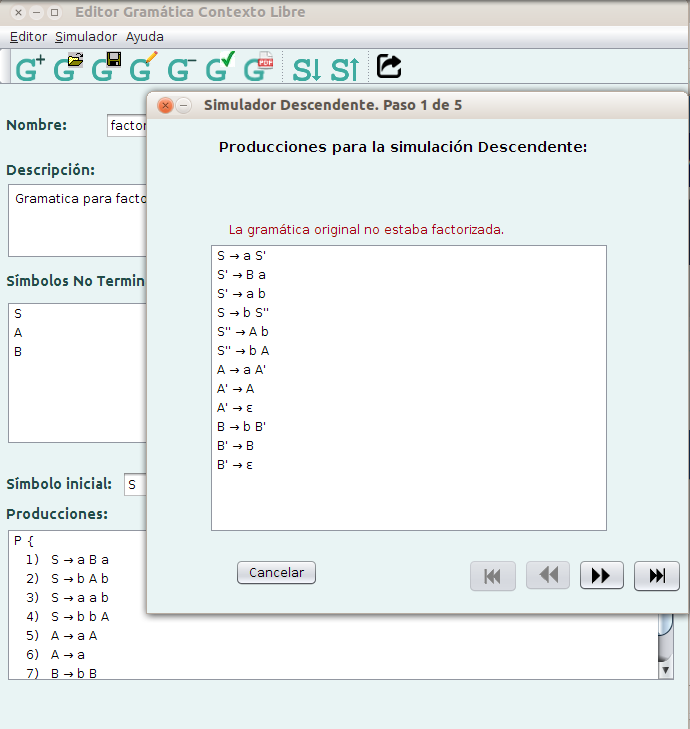 Editor Gramática Contexto Libre
Editor Simulador Ayuda
G+ G G G G- G G PDF S↓ S↑
Nombre: factor
Descripción:
Gramatica para facto
Símbolos No Termin
S
A
B
Símbolo inicial: S
Producciones:
P {
1) S → a B a
2) S → b A b
3) S → a a b
4) S → b b A
5) A → a A
6) A → a
7) B → b B
Simulador Descendente. Paso 1 de 5
Producciones para la simulación Descendente:
La gramática original no estaba factorizada.
S → a S'
S' → B a
S' → a b
S → b S''
S'' → A b
S'' → b A
A → a A'
A' → A
A' → ε
B → b B'
B' → B
B' → ε
Cancelar